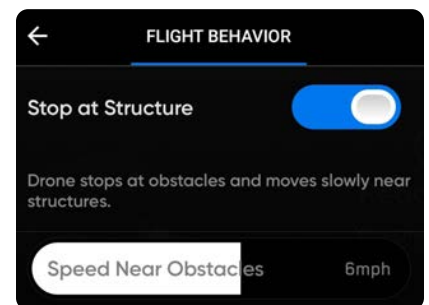 FLIGHT BEHAVIOR
Stop at Structure
Drone stops at obstacles and moves slowly near
structures.
Speed Near Obstacles 6mph